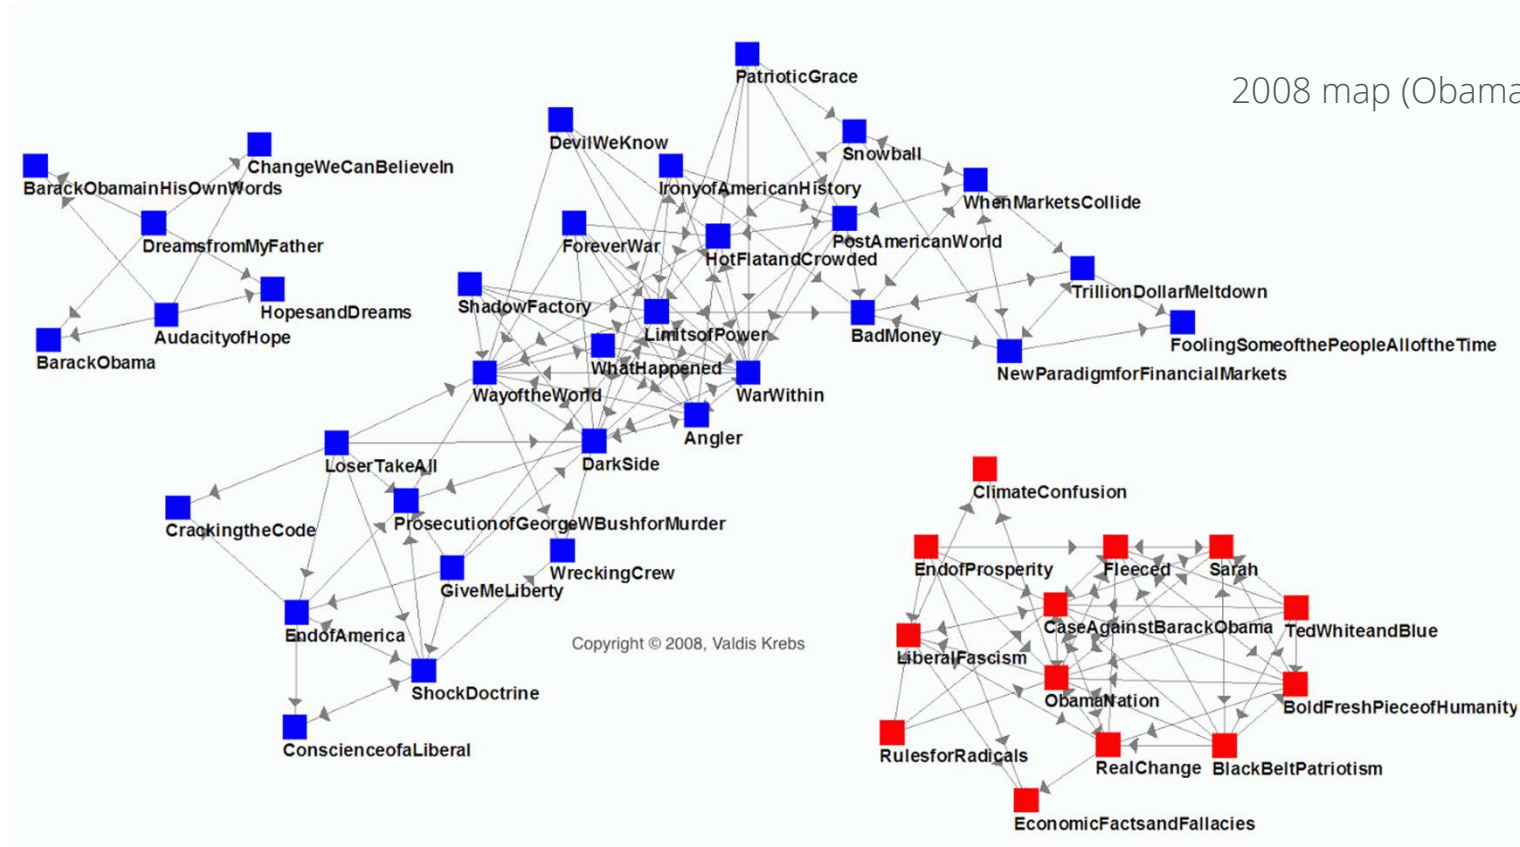 PatrioticGrace
2008 map (Obama
DevilWeKnow
Snowball
ChangeWeCanBelieveIn
BarackObamainHisOwnWords
IronyofAmericanHistory
WhenMarketsCollide
DreamsfromMyFather
ForeverWar
PostAmericanWorld
HotFlatandCrowded
TrillionDollarMeltdown
ShadowFactory
HopesandDreams
LimitsofPower
AudacityofHope
BadMoney
FoolingSomeofthePeopleAlloftheTime
BarackObama
WhatHappened
NewParadigmforFinancialMarkets
WayoftheWorld
WarWithin
Angler
LoserTakeAll
DarkSide
ClimateConfusion
CrackingtheCode
ProsecutionofGeorgeWBushforMurder
WreckingCrew
EndofProsperity
Fleeced
Sarah
GiveMeLiberty
EndofAmerica
CaseAgainstBarackObama
TedWhiteandBlue
Copyright © 2008, Valdis Krebs
LiberalFascism
ShockDoctrine
ObamaNation
BoldFreshPieceofHumanity
ConscienceofaLiberal
RulesforRadicals
RealChange
BlackBeltPatriotism
EconomicFactsandFallacies